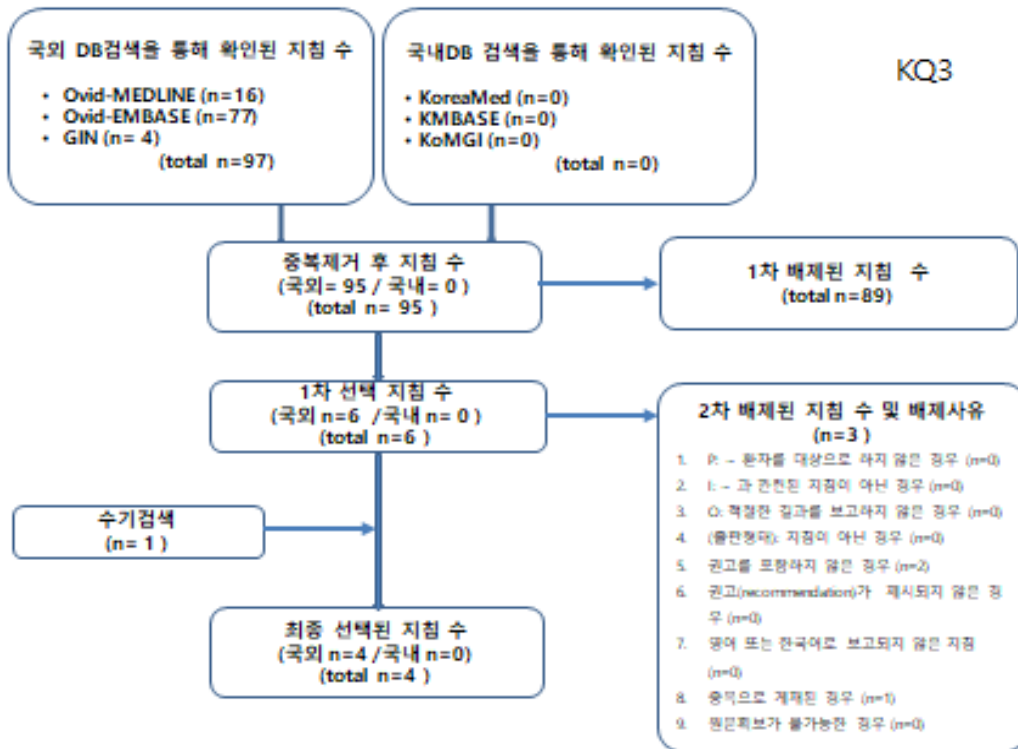 국외 DB검색을 통해 확인된 지침 수
• Ovid-MEDLINE (n=16)
• Ovid-EMBASE (n=77)
• GIN (n= 4)
(total n=97)
국내DB 검색을 통해 확인된 지침 수
• KoreaMed (n=0)
• KMBASE (n=0)
• KoMGI (n=0)
(total n=0)
KQ3
중복제거 후 지침 수
(국외= 95 / 국내= 0 )
(total n= 95 )
1차 배제된 지침 수
(total n=89)
1차 선택 지침 수
(국외 n=6 /국내 n= 0 )
(total n=6 )
2차 배제된 지침 수 및 배제사유
(n=3 )
1. P: ~ 환자를 대상으로 하지 않은 경우 (n=0)
2. I: ~ 과 관련된 지침이 아닌 경우 (n=0)
3. O: 적절한 결과를 보고하지 않은 경우 (n=0)
4. (출판형태): 지침이 아닌 경우 (n=0)
5. 권고를 포함하지 않은 경우 (n=2)
6. 권고(recommendation)가 제시되지 않은 경
우 (n=0)
7. 영어 또는 한국어로 보고되지 않은 지침
(n=0)
8. 중복으로 게재된 경우 (n=1)
9. 원문확보가 불가능한 경우 (n=0)
수기검색
(n= 1 )
최종 선택된 지침 수
(국외 n=4 /국내 n=0)
(total n=4 )